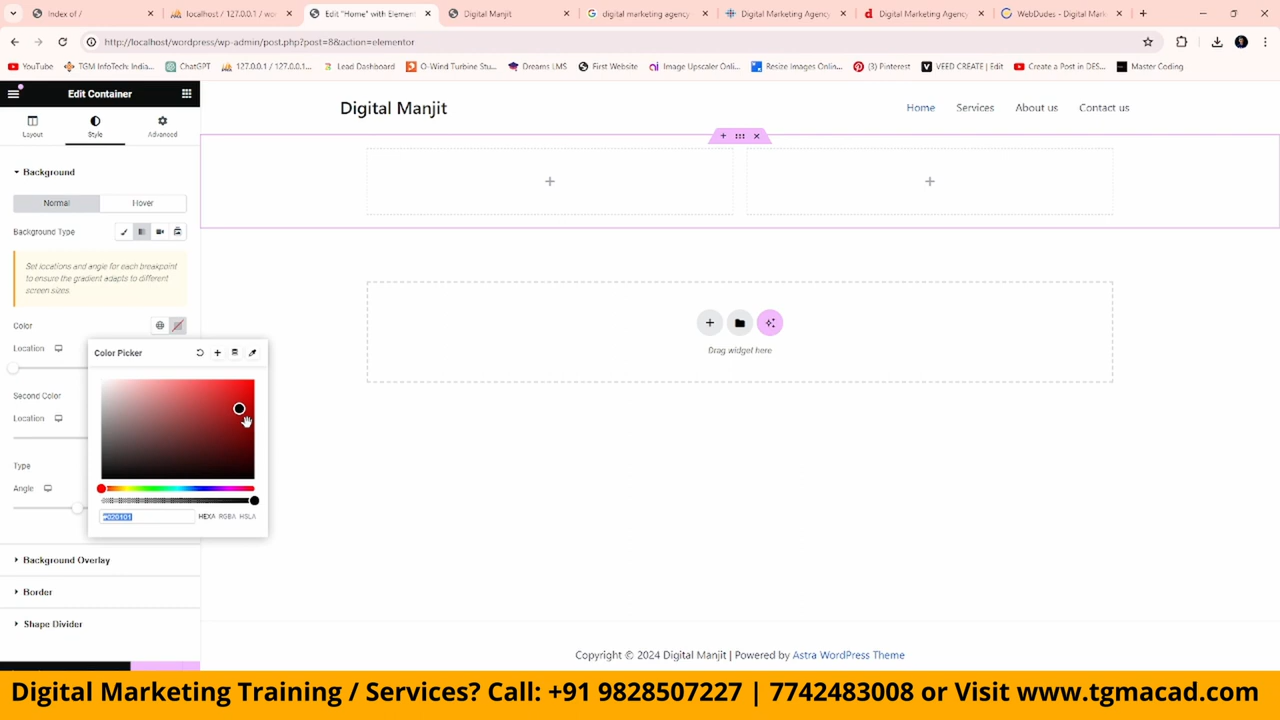 Index of /
localhost / 127.0.0.1 / wor
Edit "Home" with Element
Digital Manjit
digital marketing agency
Digital Marketing Agency
Digital Marketing Agency
WebDudes - Digital Mark
http://localhost/wordpress/wp-admin/post.php?post=8&action=elementor
YouTube
TGM InfoTech: India...
ChatGPT
127.0.0.1 / 127.0.0.1...
Lead Dashboard
O-Wind Turbine Stu...
Dreams LMS
First Website
Image Upscaler Onli...
Resize Images Onlin...
(3) Pinterest
VEED CREATE | Edit
Create a Post in DES...
Master Coding
Edit Container
Layout
Style
Advanced
Digital Manjit
Home
Services
About us
Contact us
Background
Normal
Hover
Background Type
Set locations and angle for each breakpoint
to ensure the gradient adapts to different
screen sizes.
Color
Location
Second Color
Location
Type
Angle
Color Picker
#020101
HEXA RGBA HSLA
Background Overlay
Border
Shape Divider
Drag widget here
Copyright © 2024 Digital Manjit | Powered by Astra WordPress Theme
Digital Marketing Training / Services? Call: +91 9828507227 | 7742483008 or Visit www.tgmacad.com